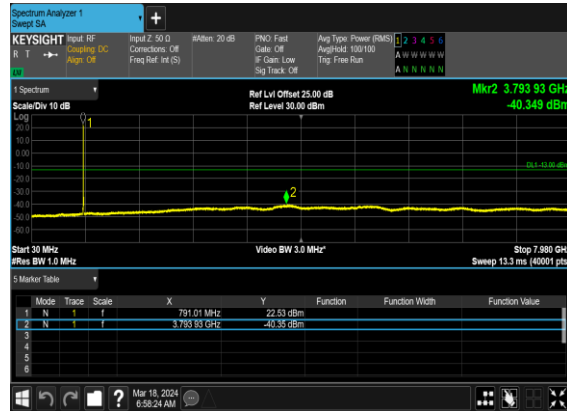 Spectrum Analyzer 1
Swept SA
+
KEYSIGHT Input: RF Input Z: 50 Ω #Atten: 20 dB PNO: Fast Avg Type: Power (RMS) 1 2 3 4 5 6
R T Coupling: DC Corrections: Off Gate: Off Avg|Hold: 100/100 A W W W W W
Align: Off Freq Ref: Int (S) IF Gain: Low Trig: Free Run
Sig Track: Off A N N N N N
1 Spectrum Ref Lvl Offset 25.00 dB Mkr2 3.793 93 GHz
Scale/Div 10 dB Ref Level 30.00 dBm -40.349 dBm
Log
20.0 1
10.0
0.00
-10.0 DL1 -13.00 dBm
-20.0
-30.0
-40.0 2
-50.0
-60.0
Start 30 MHz Video BW 3.0 MHz* Stop 7.980 GHz
#Res BW 1.0 MHz Sweep 13.3 ms (40001 pts)
5 Marker Table
Mode Trace Scale X Y Function Function Width Function Value
1 N 1 f 791.01 MHz 22.53 dBm
2 N 1 f 3.793 93 GHz -40.35 dBm
3
4
5
6
? Mar 18, 2024
6:58:24 AM